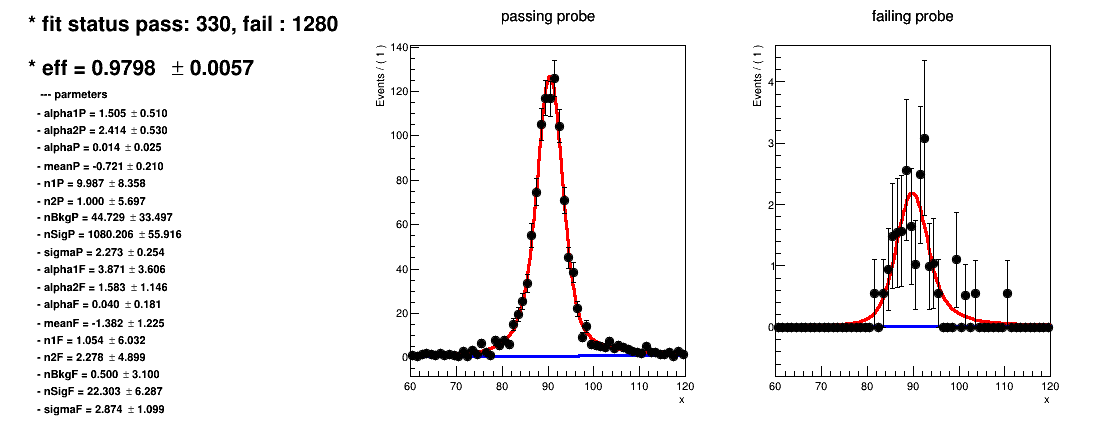 * fit status pass: 330, fail : 1280
* eff = 0.9798 ± 0.0057
--- parmeters
- alpha1P = 1.505 ± 0.510
- alpha2P = 2.414 ± 0.530
- alphaP = 0.014 ± 0.025
- meanP = -0.721 ± 0.210
- n1P = 9.987 ± 8.358
- n2P = 1.000 ± 5.697
- nBkgP = 44.729 ± 33.497
- nSigP = 1080.206 ± 55.916
- sigmaP = 2.273 ± 0.254
- alpha1F = 3.871 ± 3.606
- alpha2F = 1.583 ± 1.146
- alphaF = 0.040 ± 0.181
- meanF = -1.382 ± 1.225
- n1F = 1.054 ± 6.032
- n2F = 2.278 ± 4.899
- nBkgF = 0.500 ± 3.100
- nSigF = 22.303 ± 6.287
- sigmaF = 2.874 ± 1.099
passing probe
Events / ( 1 )
140
120
100
80
60
40
20
0
60 70 80 90 100 110 120
x
failing probe
Events / ( 1 )
4
3
2
1
0
60 70 80 90 100 110 120
x